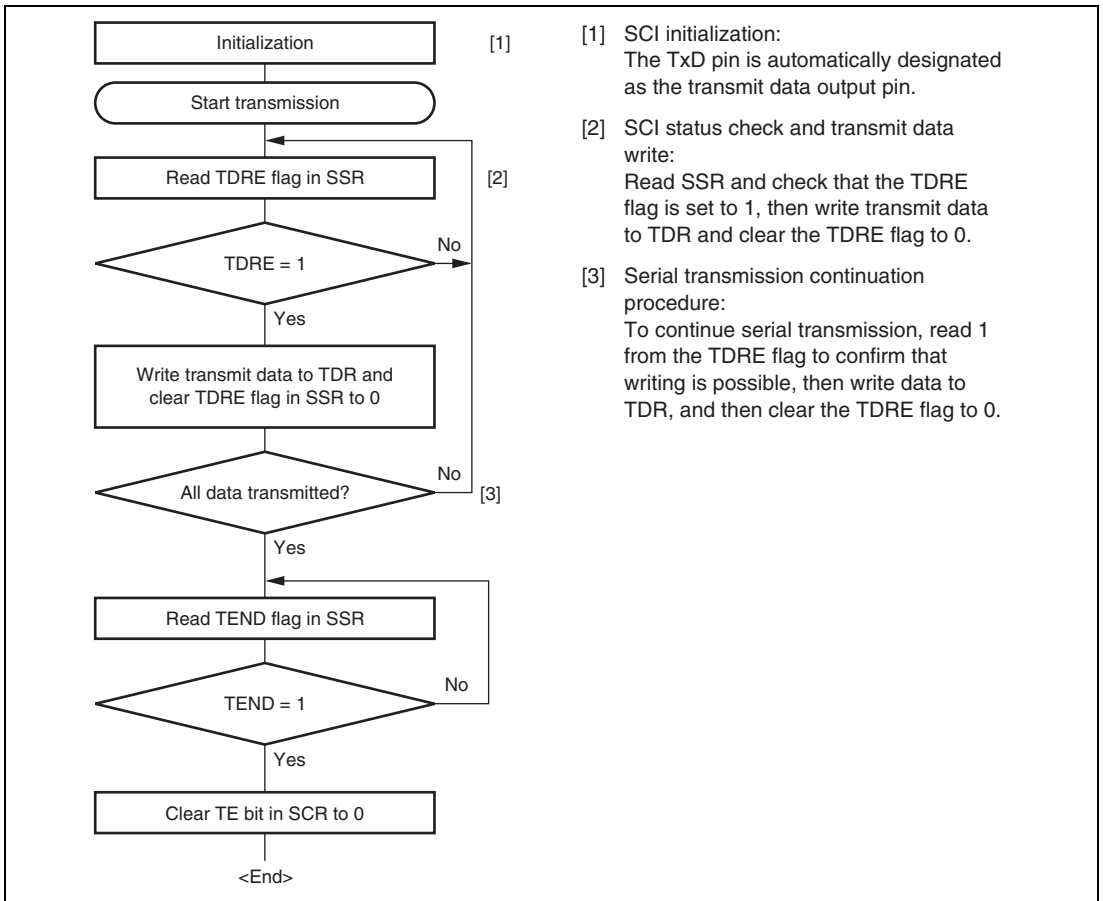 Initialization
[1]
Start transmission
Read TDRE flag in SSR
[2]
TDRE = 1
No
Yes
Write transmit data to TDR and
clear TDRE flag in SSR to 0
All data transmitted?
No
[3]
Yes
Read TEND flag in SSR
TEND = 1
No
Yes
Clear TE bit in SCR to 0
<End>
[1] SCI initialization:
The TxD pin is automatically designated
as the transmit data output pin.
[2] SCI status check and transmit data
write:
Read SSR and check that the TDRE
flag is set to 1, then write transmit data
to TDR and clear the TDRE flag to 0.
[3] Serial transmission continuation
procedure:
To continue serial transmission, read 1
from the TDRE flag to confirm that
writing is possible, then write data to
TDR, and then clear the TDRE flag to 0.